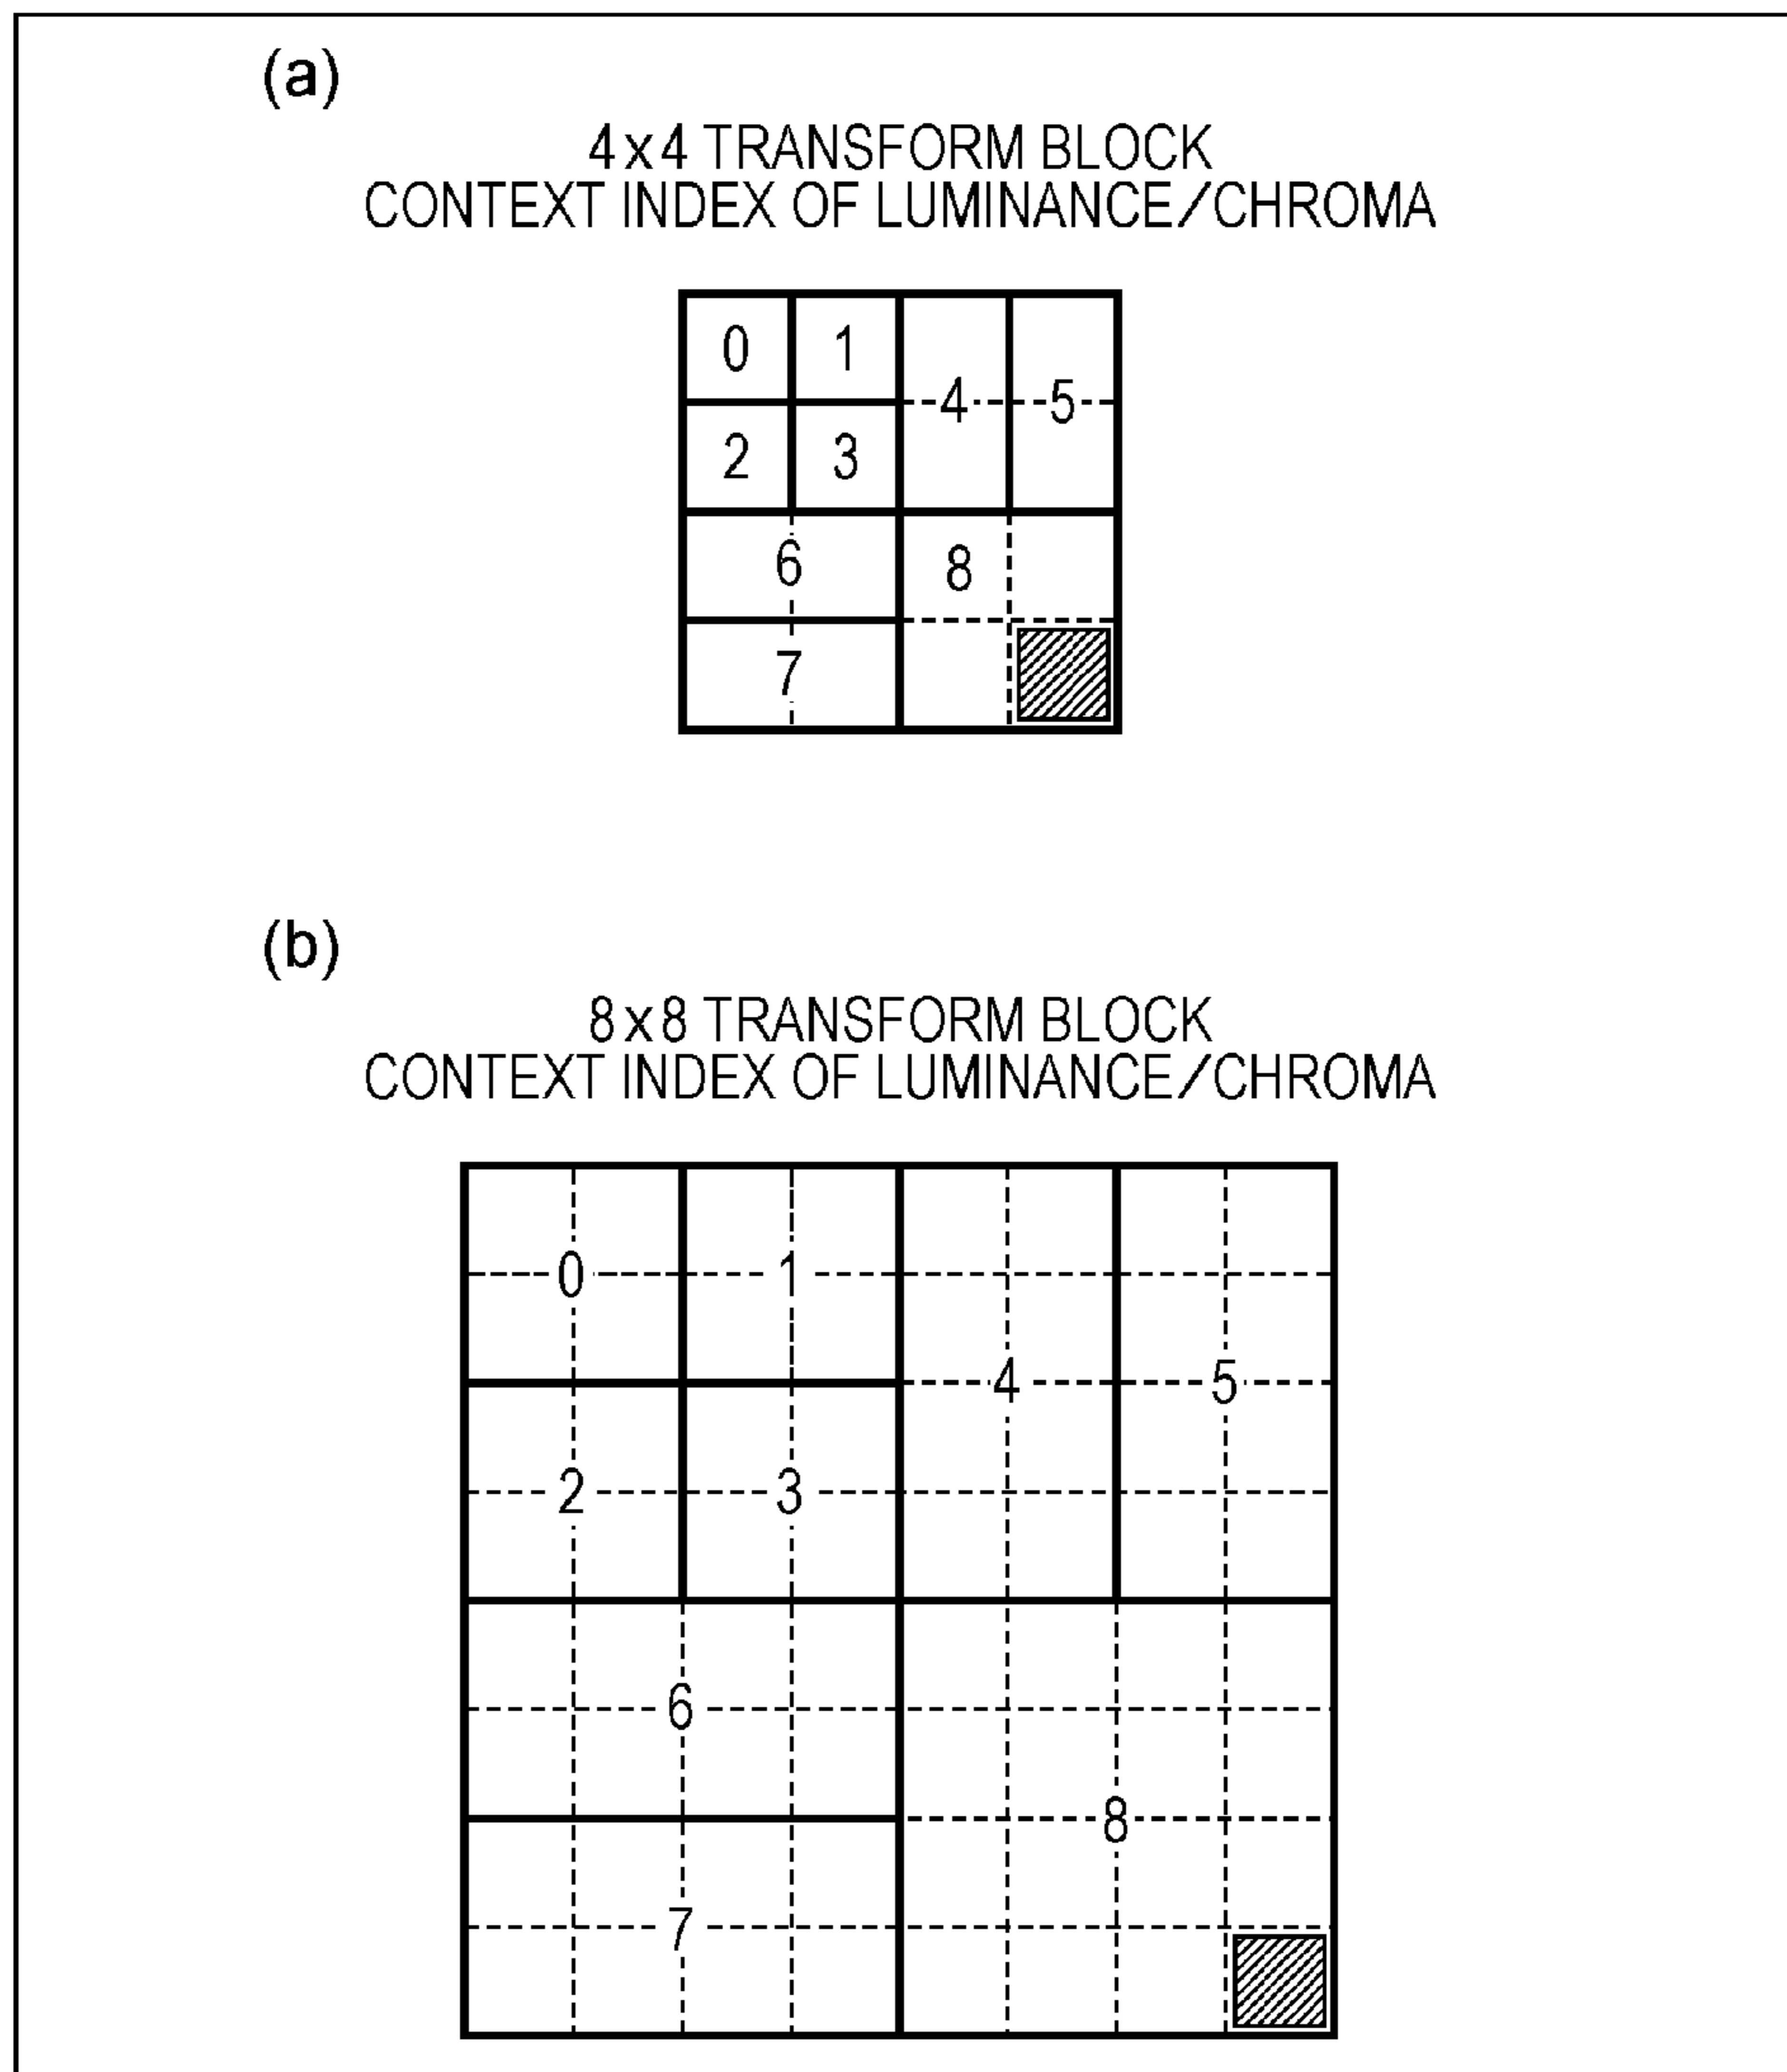 (a)
4x4 TRANSFORM BLOCK
CONTEXT INDEX OF LUMINANCE/CHROMA
0 1
4 5
2 3
6 8
7
(b)
8x8 TRANSFORM BLOCK
CONTEXT INDEX OF LUMINANCE/CHROMA
0 1
4 5
2 3
6
8
7